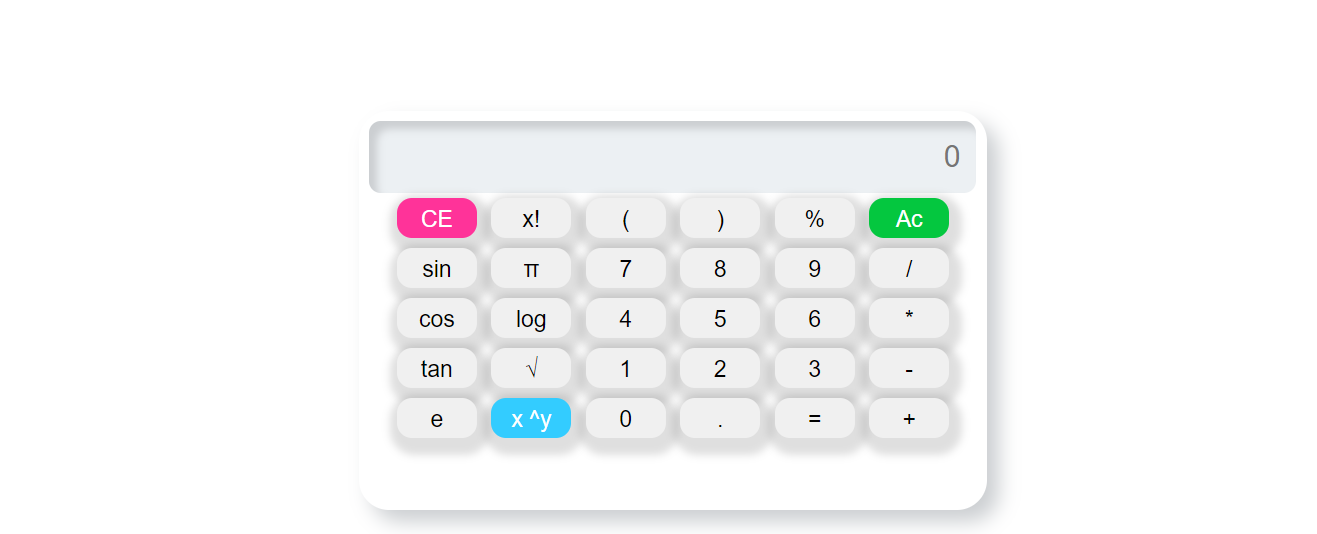 0
CE x! ( ) % Ac
sin π 7 8 9 /
cos log 4 5 6 *
tan √ 1 2 3 -
e x ^y 0 . = +